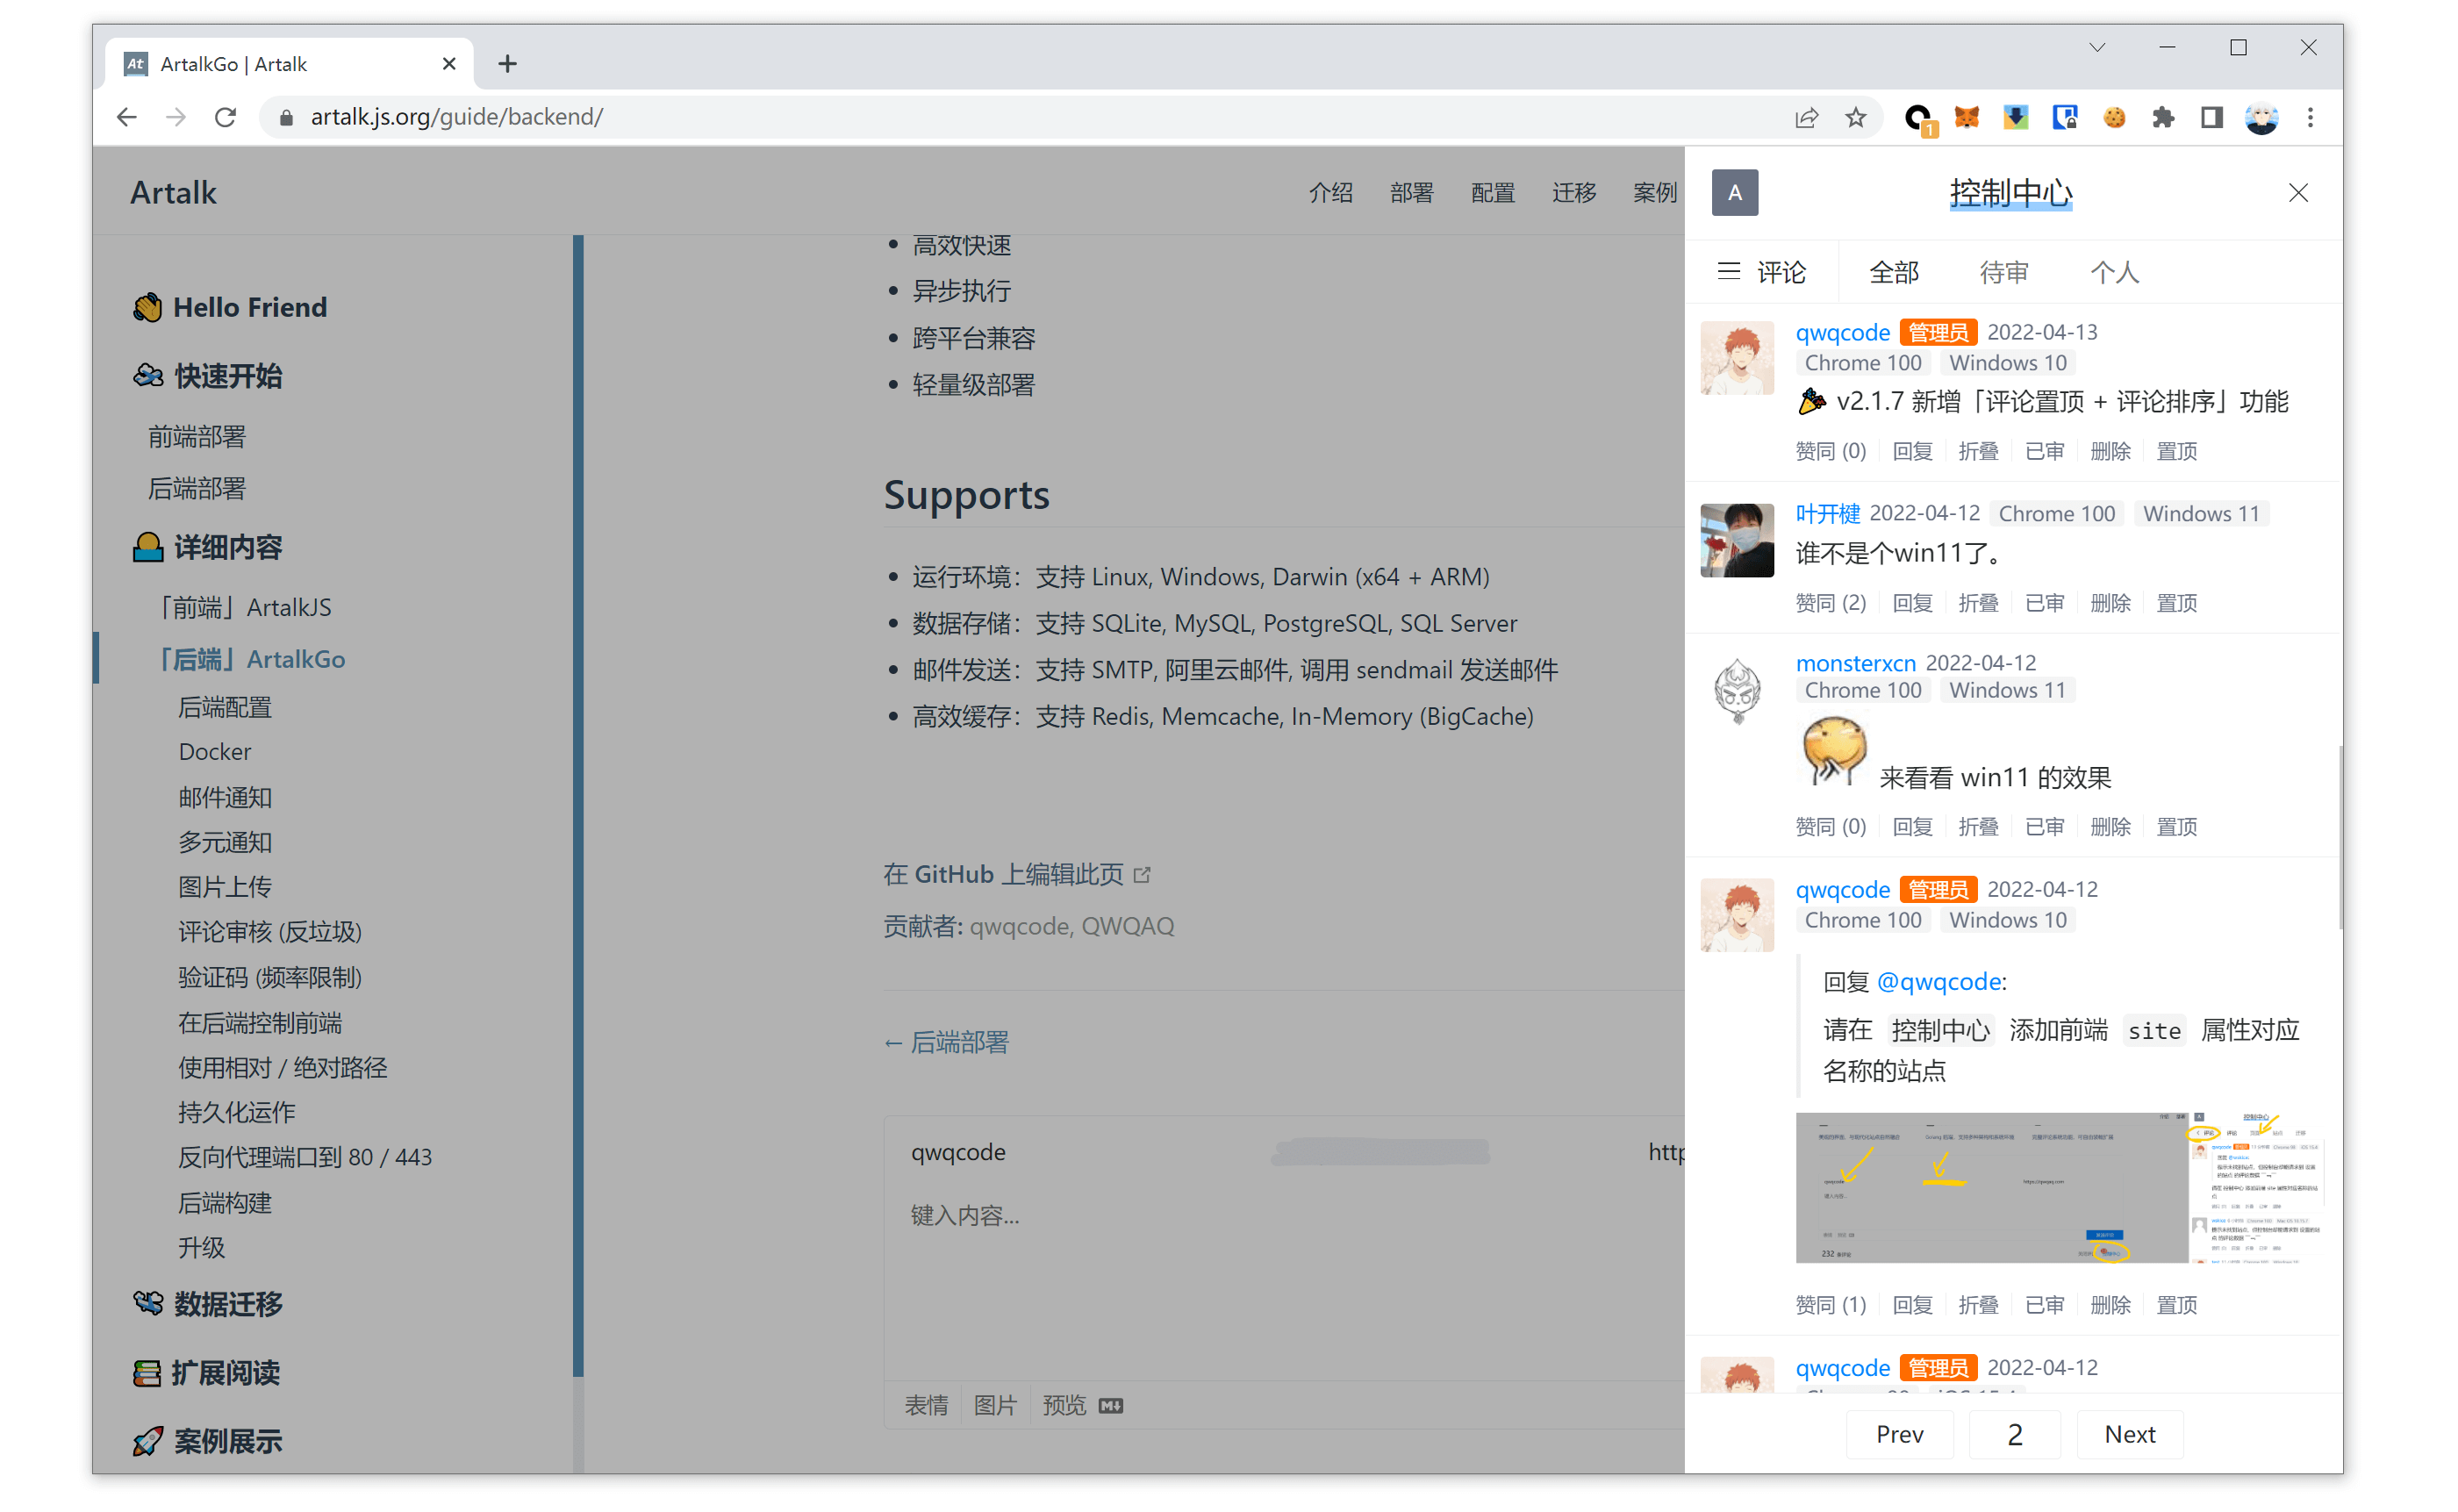 At ArtalkGo | Artalk
artalk.js.org/guide/backend/
1
Artalk
介绍 部署 配置 迁移 案例
👋 Hello Friend
快速开始
前端部署
后端部署
详细内容
「前端」ArtalkJS
「后端」ArtalkGo
后端配置
Docker
邮件通知
多元通知
图片上传
评论审核 (反垃圾)
验证码 (频率限制)
在后端控制前端
使用相对 / 绝对路径
持久化运作
反向代理端口到 80 / 443
后端构建
升级
数据迁移
扩展阅读
🚀 案例展示
• 高效快速
• 异步执行
• 跨平台兼容
• 轻量级部署
Supports
• 运行环境：支持 Linux, Windows, Darwin (x64 + ARM)
• 数据存储：支持 SQLite, MySQL, PostgreSQL, SQL Server
• 邮件发送：支持 SMTP, 阿里云邮件, 调用 sendmail 发送邮件
• 高效缓存：支持 Redis, Memcache, In-Memory (BigCache)
在 GitHub 上编辑此页
贡献者: qwqcode, QWQAQ
← 后端部署
qwqcode http
键入内容...
表情 图片 预览 M↓
A 控制中心
评论 全部 待审 个人
qwqcode 管理员 2022-04-13
Chrome 100 Windows 10
🎉 v2.1.7 新增「评论置顶 + 评论排序」功能
赞同 (0) 回复 折叠 已审 删除 置顶
叶开楗 2022-04-12 Chrome 100 Windows 11
谁不是个win11了。
赞同 (2) 回复 折叠 已审 删除 置顶
monsterxcn 2022-04-12
Chrome 100 Windows 11
来看看 win11 的效果
赞同 (0) 回复 折叠 已审 删除 置顶
qwqcode 管理员 2022-04-12
Chrome 100 Windows 10
回复 @qwqcode:
请在 控制中心 添加前端 site 属性对应
名称的站点
控制中心
232
赞同 (1) 回复 折叠 已审 删除 置顶
qwqcode 管理员 2022-04-12
Prev 2 Next